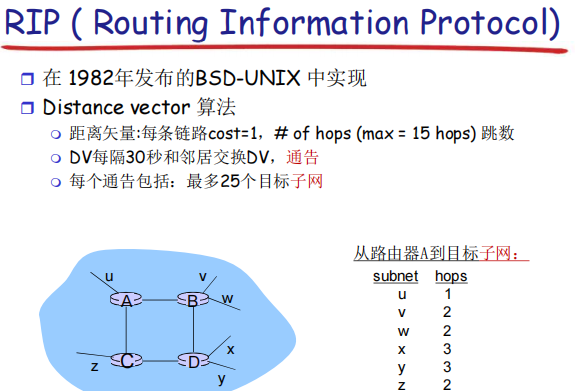 RIP ( Routing Information Protocol)
在 1982年发布的BSD-UNIX 中实现
Distance vector 算法
距离矢量:每条链路cost=1，# of hops (max = 15 hops) 跳数
DV每隔30秒和邻居交换DV，通告
每个通告包括：最多25个目标子网
从路由器A到目标子网：
subnet hops
u 1
v 2
w 2
x 3
y 3
z 2
u
v
A
B
w
C
D
x
z
y